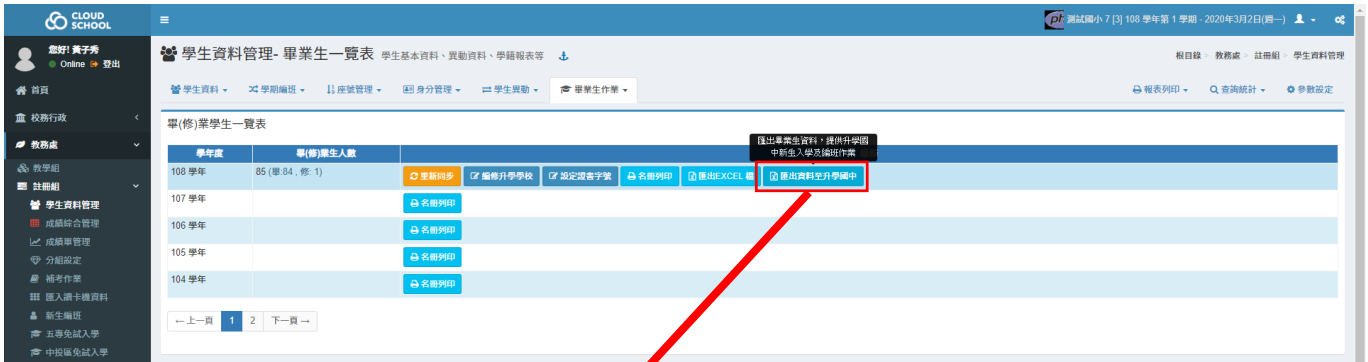 CLOUD SCHOOL
測試國小 7 [3] 108 學年第 1 學期 - 2020年3月2日(週一)
您好! 黃子秀
Online 登出
學生資料管理- 畢業生一覽表 學生基本資料、異動資料、學籍報表等
根目錄 教務處 註冊組 學生資料管理
首頁
校務行政
教務處
教學組
註冊組
學生資料管理
成績綜合管理
成績單管理
分組設定
補考作業
匯入讀卡機資料
新生編班
五專免試入學
中投區免試入學
學生資料 學期編班 座號管理 身分管理 學生異動 畢業生作業
報表列印 查詢統計 參數設定
畢(修)業學生一覽表
匯出畢業生資料，提供升學國
中新生入學及編班作業
學年度 畢(修)業生人數
108 學年 85 (畢:84 , 修: 1) 重新同步 編修升學學校 設定證書字號 名冊列印 匯出EXCEL 檔 匯出資料至升學國中
107 學年 名冊列印
106 學年 名冊列印
105 學年 名冊列印
104 學年 名冊列印
←上一頁 1 2 下一頁→